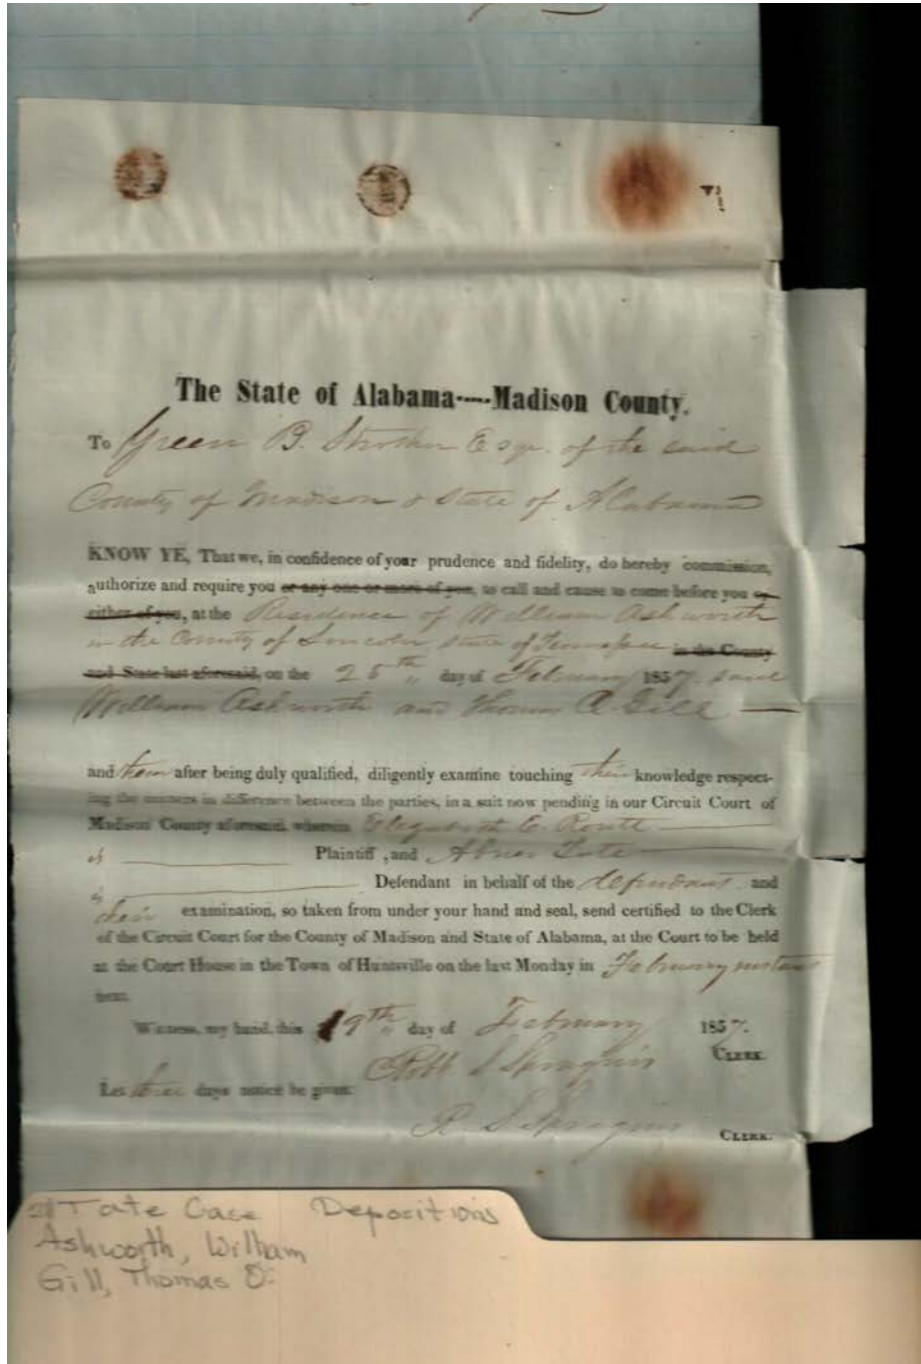 The State of Alabama----Madison County.
To Green B. Strother Esqr. of the said
County of Madison & State of Alabama
KNOW YE, That we, in confidence of your prudence and fidelity, do hereby commission,
authorize and require you or any one or more of you, to call and cause to come before you or
either of you, at the Residence of William Ashworth
in the County of Lincoln, State of Tennessee in the County
and State last aforesaid, on the 25th day of February 1857. said
William Ashworth and Thomas A. Gill —
and them after being duly qualified, diligently examine touching their knowledge respect-
ing the matters in difference between the parties, in a suit now pending in our Circuit Court of
Madison County aforesaid, wherein E. Routt
is Plaintiff, and Abner Tate
is Defendant in behalf of the defendant and
their examination, so taken from under your hand and seal, send certified to the Clerk
of the Circuit Court for the County of Madison and State of Alabama, at the Court to be held
at the Court House in the Town of Huntsville on the last Monday in February instant
next.
Witness, my hand, this 19th day of February 1857.
Robt S Spragins CLERK.
Let three days notice be given:
R. S. Spragins CLERK.
Tate Case Depositions
Ashworth, William
Gill, Thomas